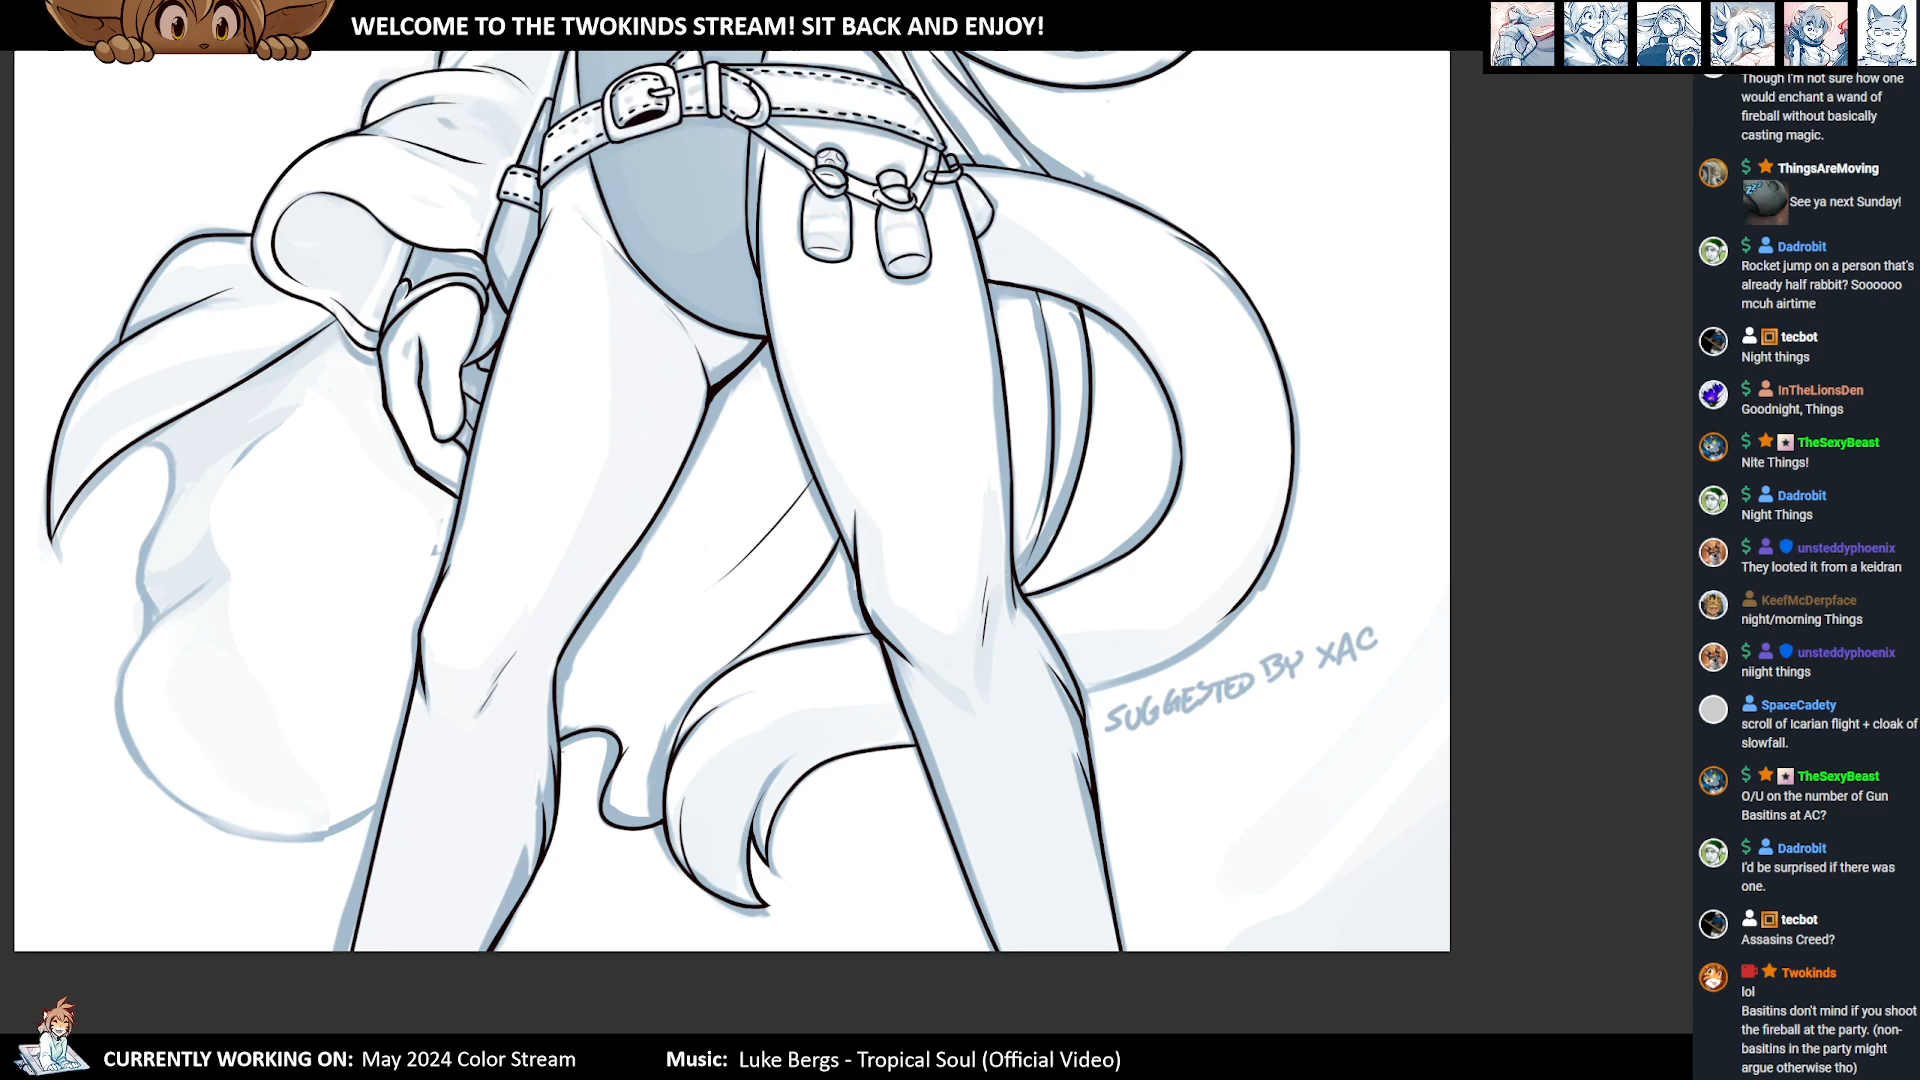 WELCOME TO THE TWOKINDS STREAM! SIT BACK AND ENJOY!
Though I'm not sure how one
would enchant a wand of
fireball without basically
casting magic.
ThingsAreMoving
See ya next Sunday!
Dadrobit
Rocket jump on a person that's
already half rabbit? Soooooo
mcuh airtime
tecbot
Night things
InTheLionsDen
Goodnight, Things
TheSexyBeast
Nite Things!
Dadrobit
Night Things
unsteddyphoenix
They looted it from a keidran
KeefMcDerpface
night/morning Things
unsteddyphoenix
niight things
SpaceCadety
scroll of Icarian flight + cloak of
slowfall.
TheSexyBeast
O/U on the number of Gun
Basitins at AC?
Dadrobit
I'd be surprised if there was
one.
tecbot
Assasins Creed?
Twokinds
lol
Basitins don't mind if you shoot
the fireball at the party. (non-
basitins in the party might
argue otherwise tho)
SUGGESTED BY XAC
CURRENTLY WORKING ON: May 2024 Color Stream
Music: Luke Bergs - Tropical Soul (Official Video)